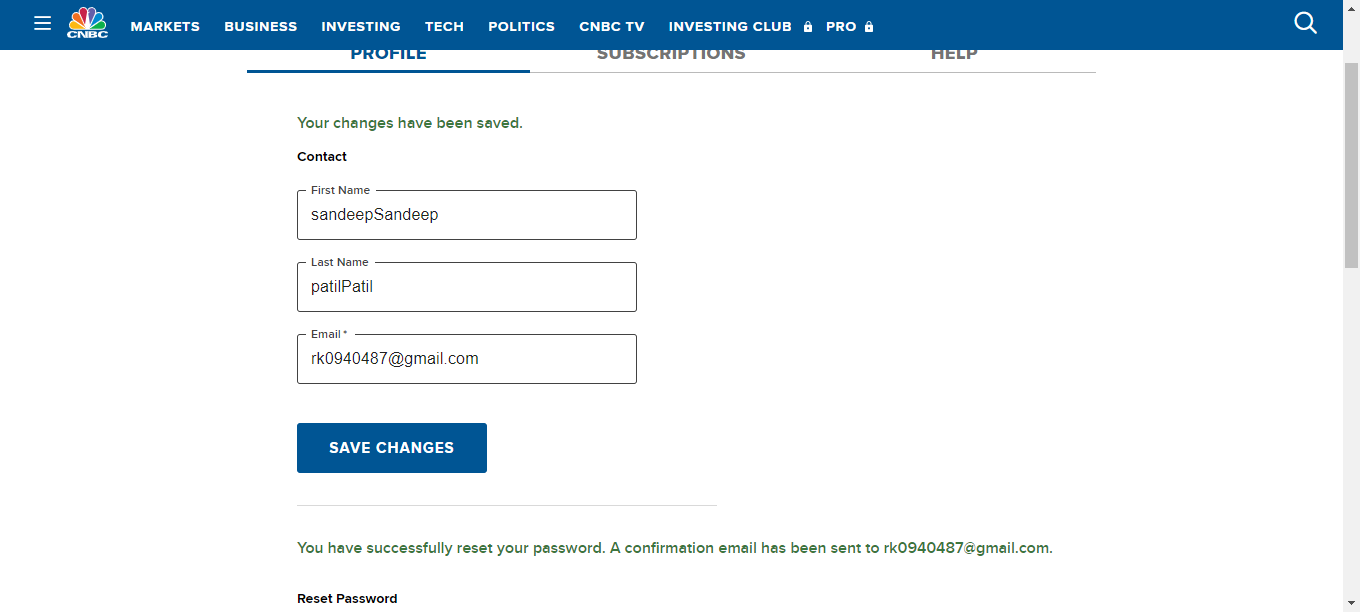 CNBC MARKETS BUSINESS INVESTING TECH POLITICS CNBC TV INVESTING CLUB PRO
PROFILE SUBSCRIPTIONS HELP
Your changes have been saved.
Contact
First Name
sandeepSandeep
Last Name
patilPatil
Email *
rk0940487@gmail.com
SAVE CHANGES
You have successfully reset your password. A confirmation email has been sent to rk0940487@gmail.com.
Reset Password